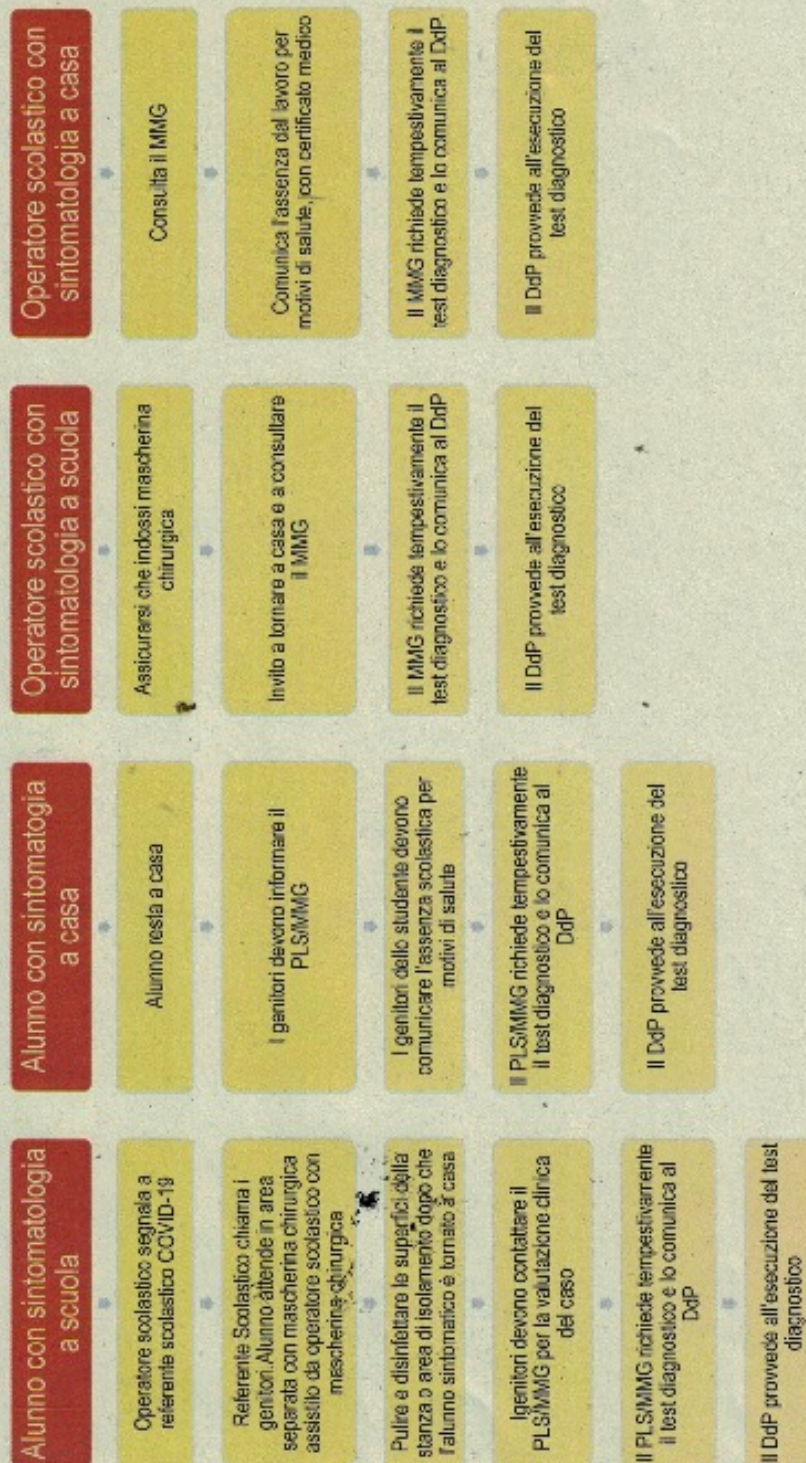 Alunno con sintomatologia
a scuola
Operatore scolastico segnala a
referente scolastico COVID-19
Referente Scolastico chiama i
genitori. Alunno attende in area
separata con mascherina chirurgica
assistito da operatore scolastico con
mascherina chirurgica
Pulire e disinfettare le superfici della
stanza o area di isolamento dopo che
l'alunno sintomatico è tornato a casa
Igenitori devono contattare il
PLS/MMG per la valutazione clinica
del caso
Il PLS/MMG richiede tempestivamente
il test diagnostico e lo comunica al
DdP
Il DdP provvede all'esecuzione del test
diagnostico
Alunno con sintomatogia
a casa
Alunno resta a casa
I genitori devono informare il
PLS/MMG
I genitori dello studente devono
comunicare l'assenza scolastica per
motivi di salute
Il PLS/MMG richiede tempestivamente
il test diagnostico e lo comunica al
DdP
Il DdP provvede all'esecuzione del
test diagnostico
Operatore scolastico con
sintomatologia a scuola
Assicurarsi che indossi mascherina
chirurgica
Invito a tornare a casa e a consultare
il MMG
Il MMG richiede tempestivamente il
test diagnostico e lo comunica al DdP
Il DdP provvede all'esecuzione del
test diagnostico
Operatore scolastico con
sintomatologia a casa
Consulta il MMG
Comunica l'assenza dal lavoro per
motivi di salute, con certificato medico
Il MMG richiede tempestivamente il
test diagnostico e lo comunica al DdP
Il DdP provvede all'esecuzione del
test diagnostico